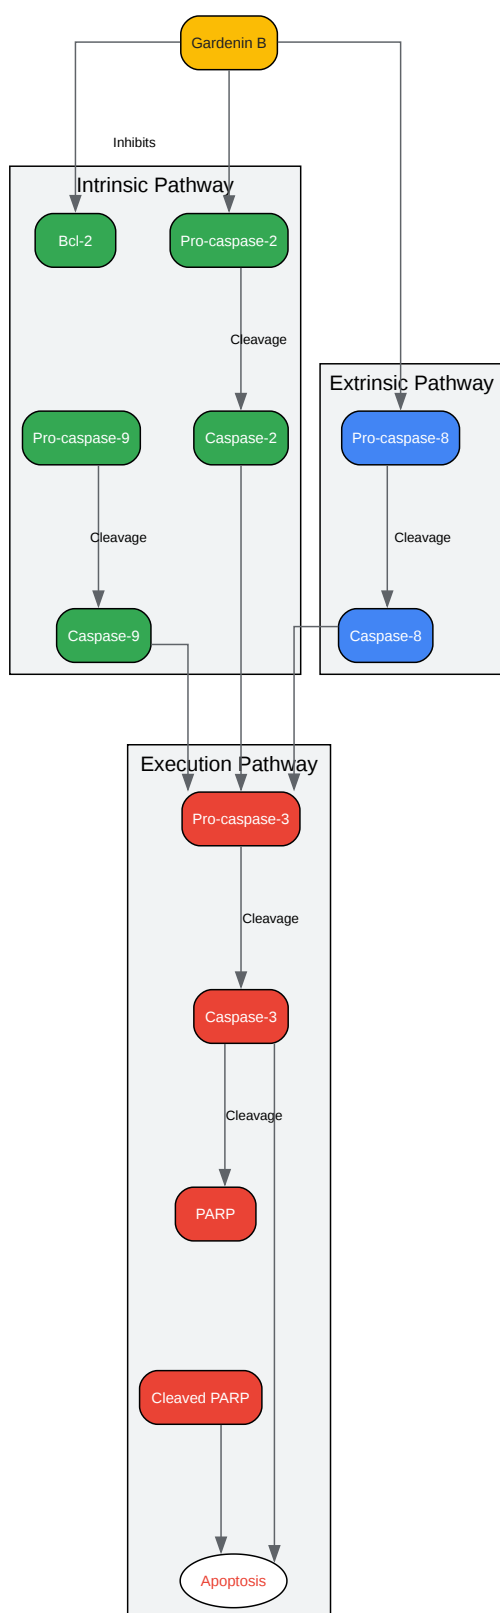 Gardenin B
Inhibits
Intrinsic Pathway
Bcl-2
Pro-caspase-2
Cleavage
Extrinsic Pathway
Pro-caspase-9
Caspase-2
Pro-caspase-8
Cleavage
Cleavage
Caspase-9
Caspase-8
Execution Pathway
Pro-caspase-3
Cleavage
Caspase-3
Cleavage
PARP
Cleaved PARP
Apoptosis